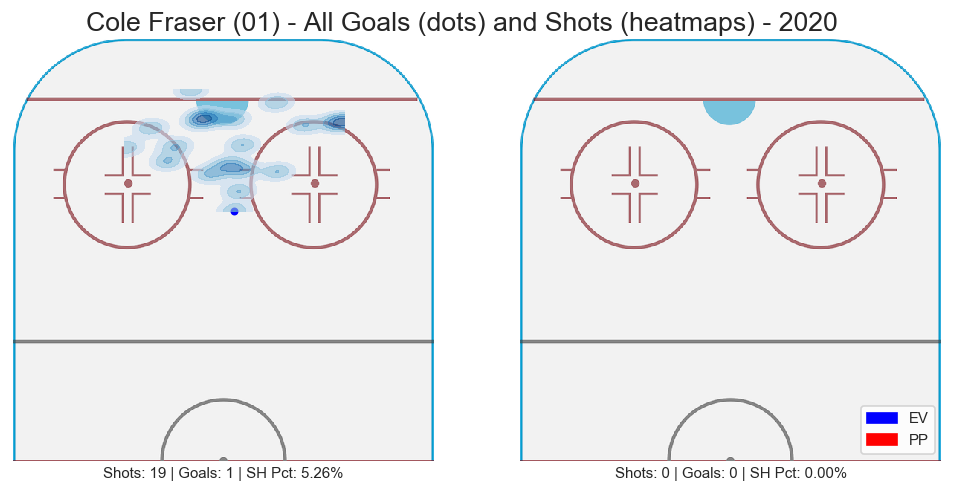 Cole Fraser (01) - All Goals (dots) and Shots (heatmaps) - 2020
EV
PP
Shots: 19 | Goals: 1 | SH Pct: 5.26%
Shots: 0 | Goals: 0 | SH Pct: 0.00%